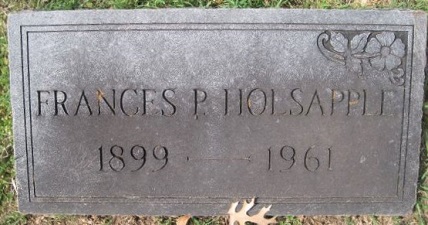 FRANCES P. HOLSAPPLE
1899 — 1961